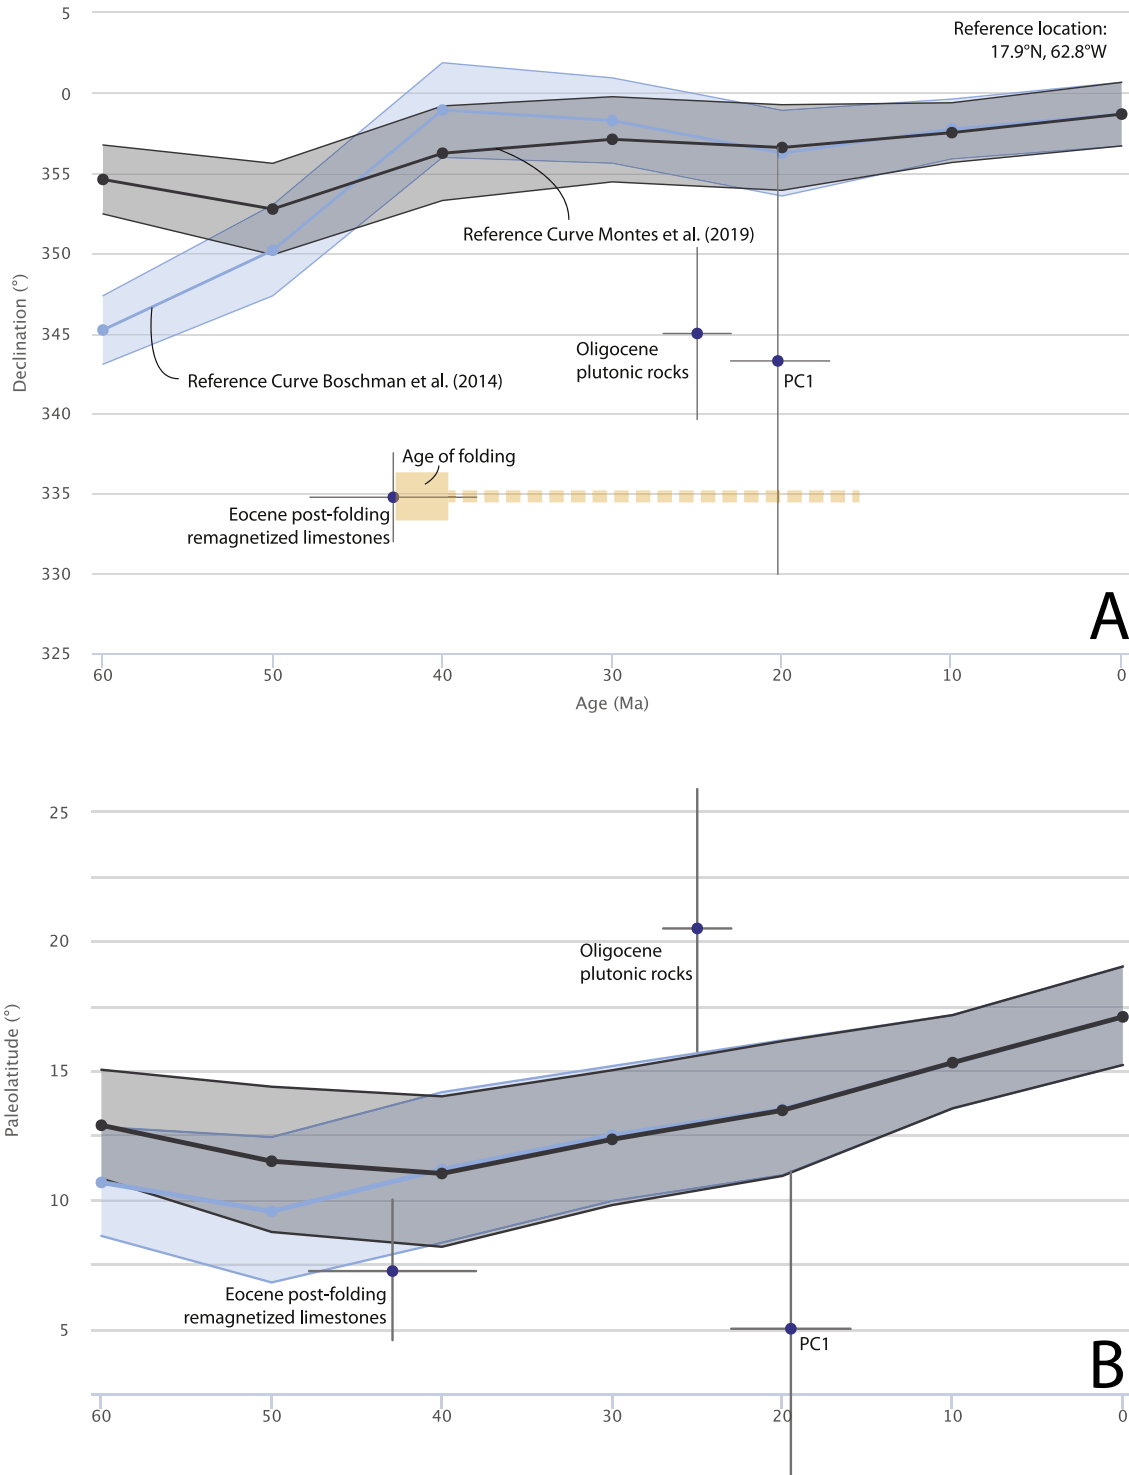 5
Reference location:
17.9°N, 62.8°W
0
355
Reference Curve Montes et al. (2019)
350
Declination (°)
345
Oligocene
plutonic rocks
PC1
Reference Curve Boschman et al. (2014)
340
Age of folding
335
Eocene post-folding
remagnetized limestones
330
A
325
60 50 40 30 20 10 0
Age (Ma)
25
20
Oligocene
plutonic rocks
Paleolatitude (°)
15
10
Eocene post-folding
remagnetized limestones
5
PC1
B
60 50 40 30 20 10 0